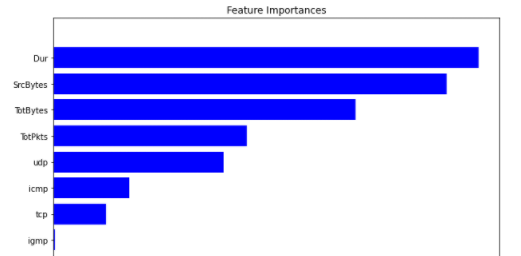 Feature Importances
Dur
SrcBytes
TotBytes
TotPkts
udp
icmp
tcp
igmp